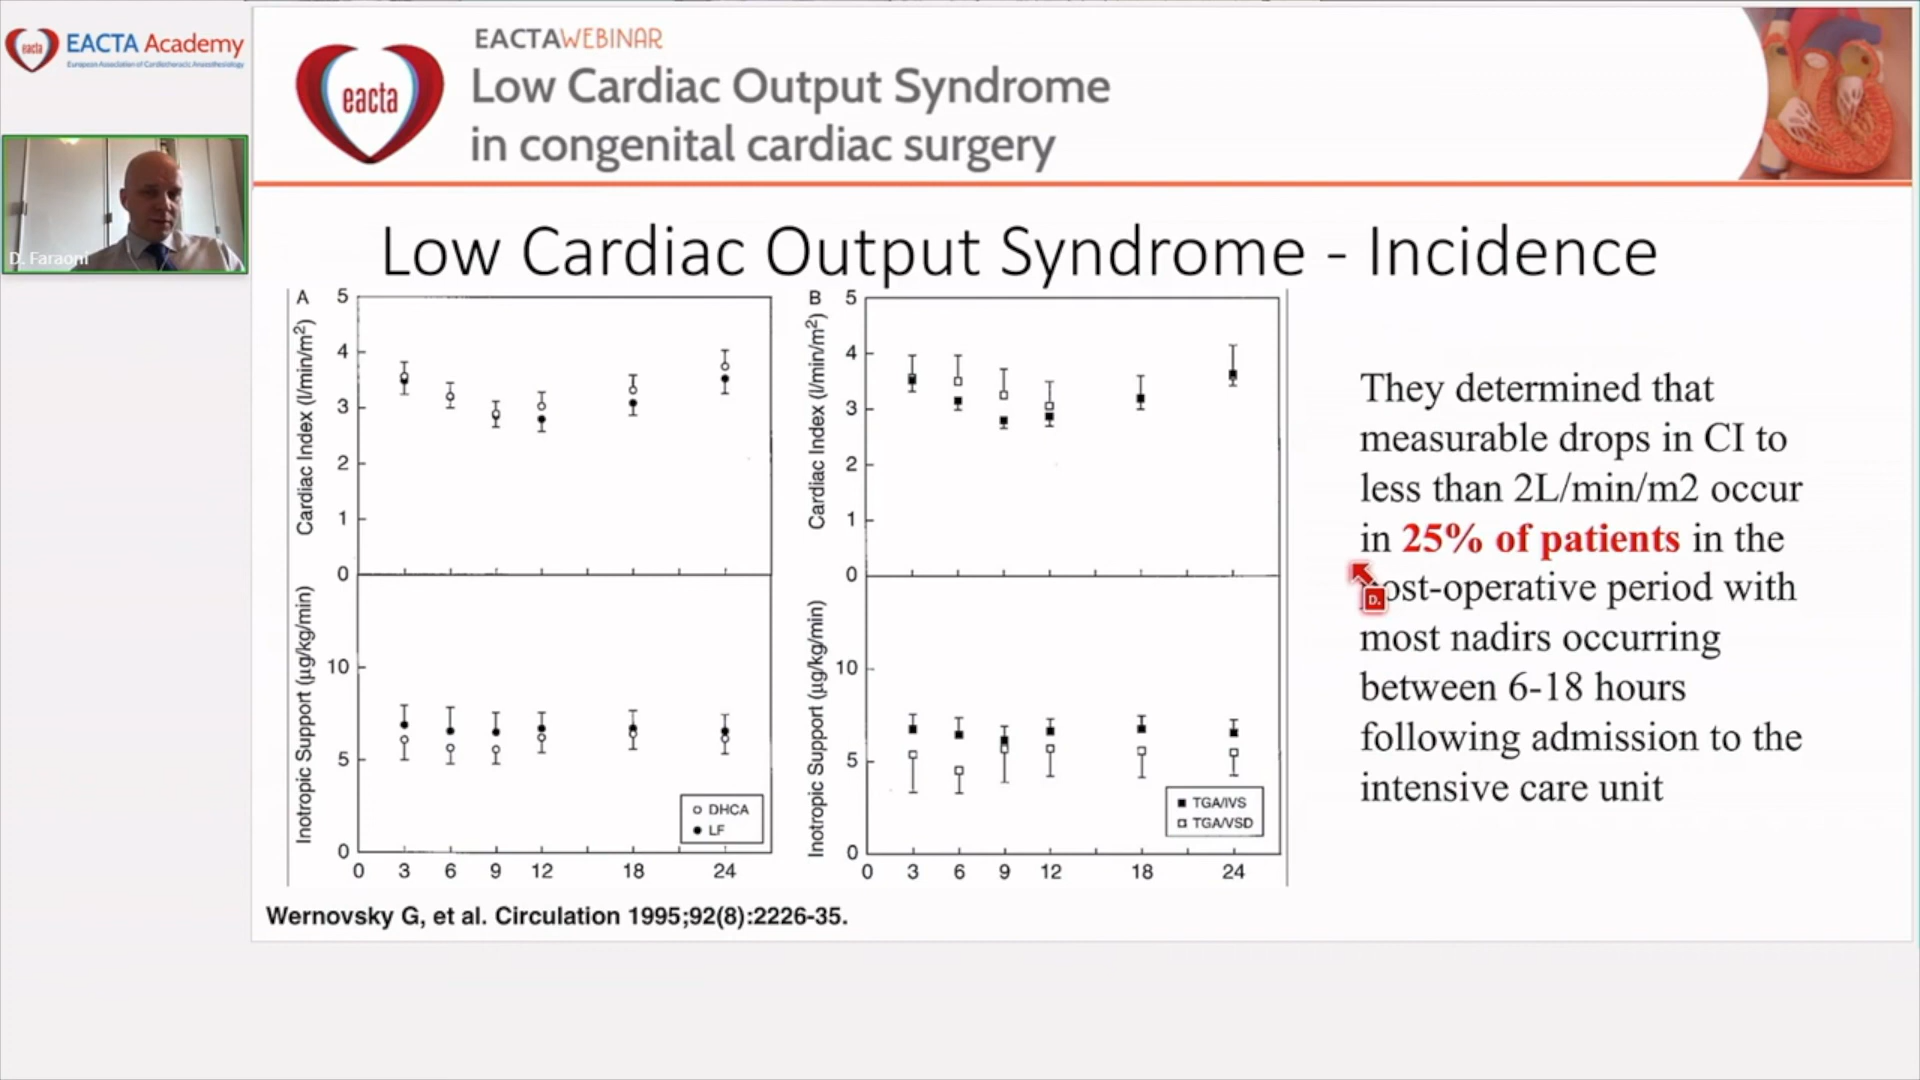 eacta
EACTA Academy
European Association of Cardiothoracic Anaesthesiology
D. Faraoni
eacta
EACTAWEBINAR
Low Cardiac Output Syndrome
in congenital cardiac surgery
Low Cardiac Output Syndrome - Incidence
A
Cardiac Index (l/min/m²)
5
4
3
2
1
0
Inotropic Support (µg/kg/min)
10
5
0
DHCA
LF
0 3 6 9 12 18 24
B
Cardiac Index (l/min/m²)
5
4
3
2
1
0
Inotropic Support (µg/kg/min)
10
5
0
TGA/IVS
TGA/VSD
0 3 6 9 12 18 24
They determined that
measurable drops in CI to
less than 2L/min/m2 occur
in 25% of patients in the
post-operative period with
D.
most nadirs occurring
between 6-18 hours
following admission to the
intensive care unit
Wernovsky G, et al. Circulation 1995;92(8):2226-35.